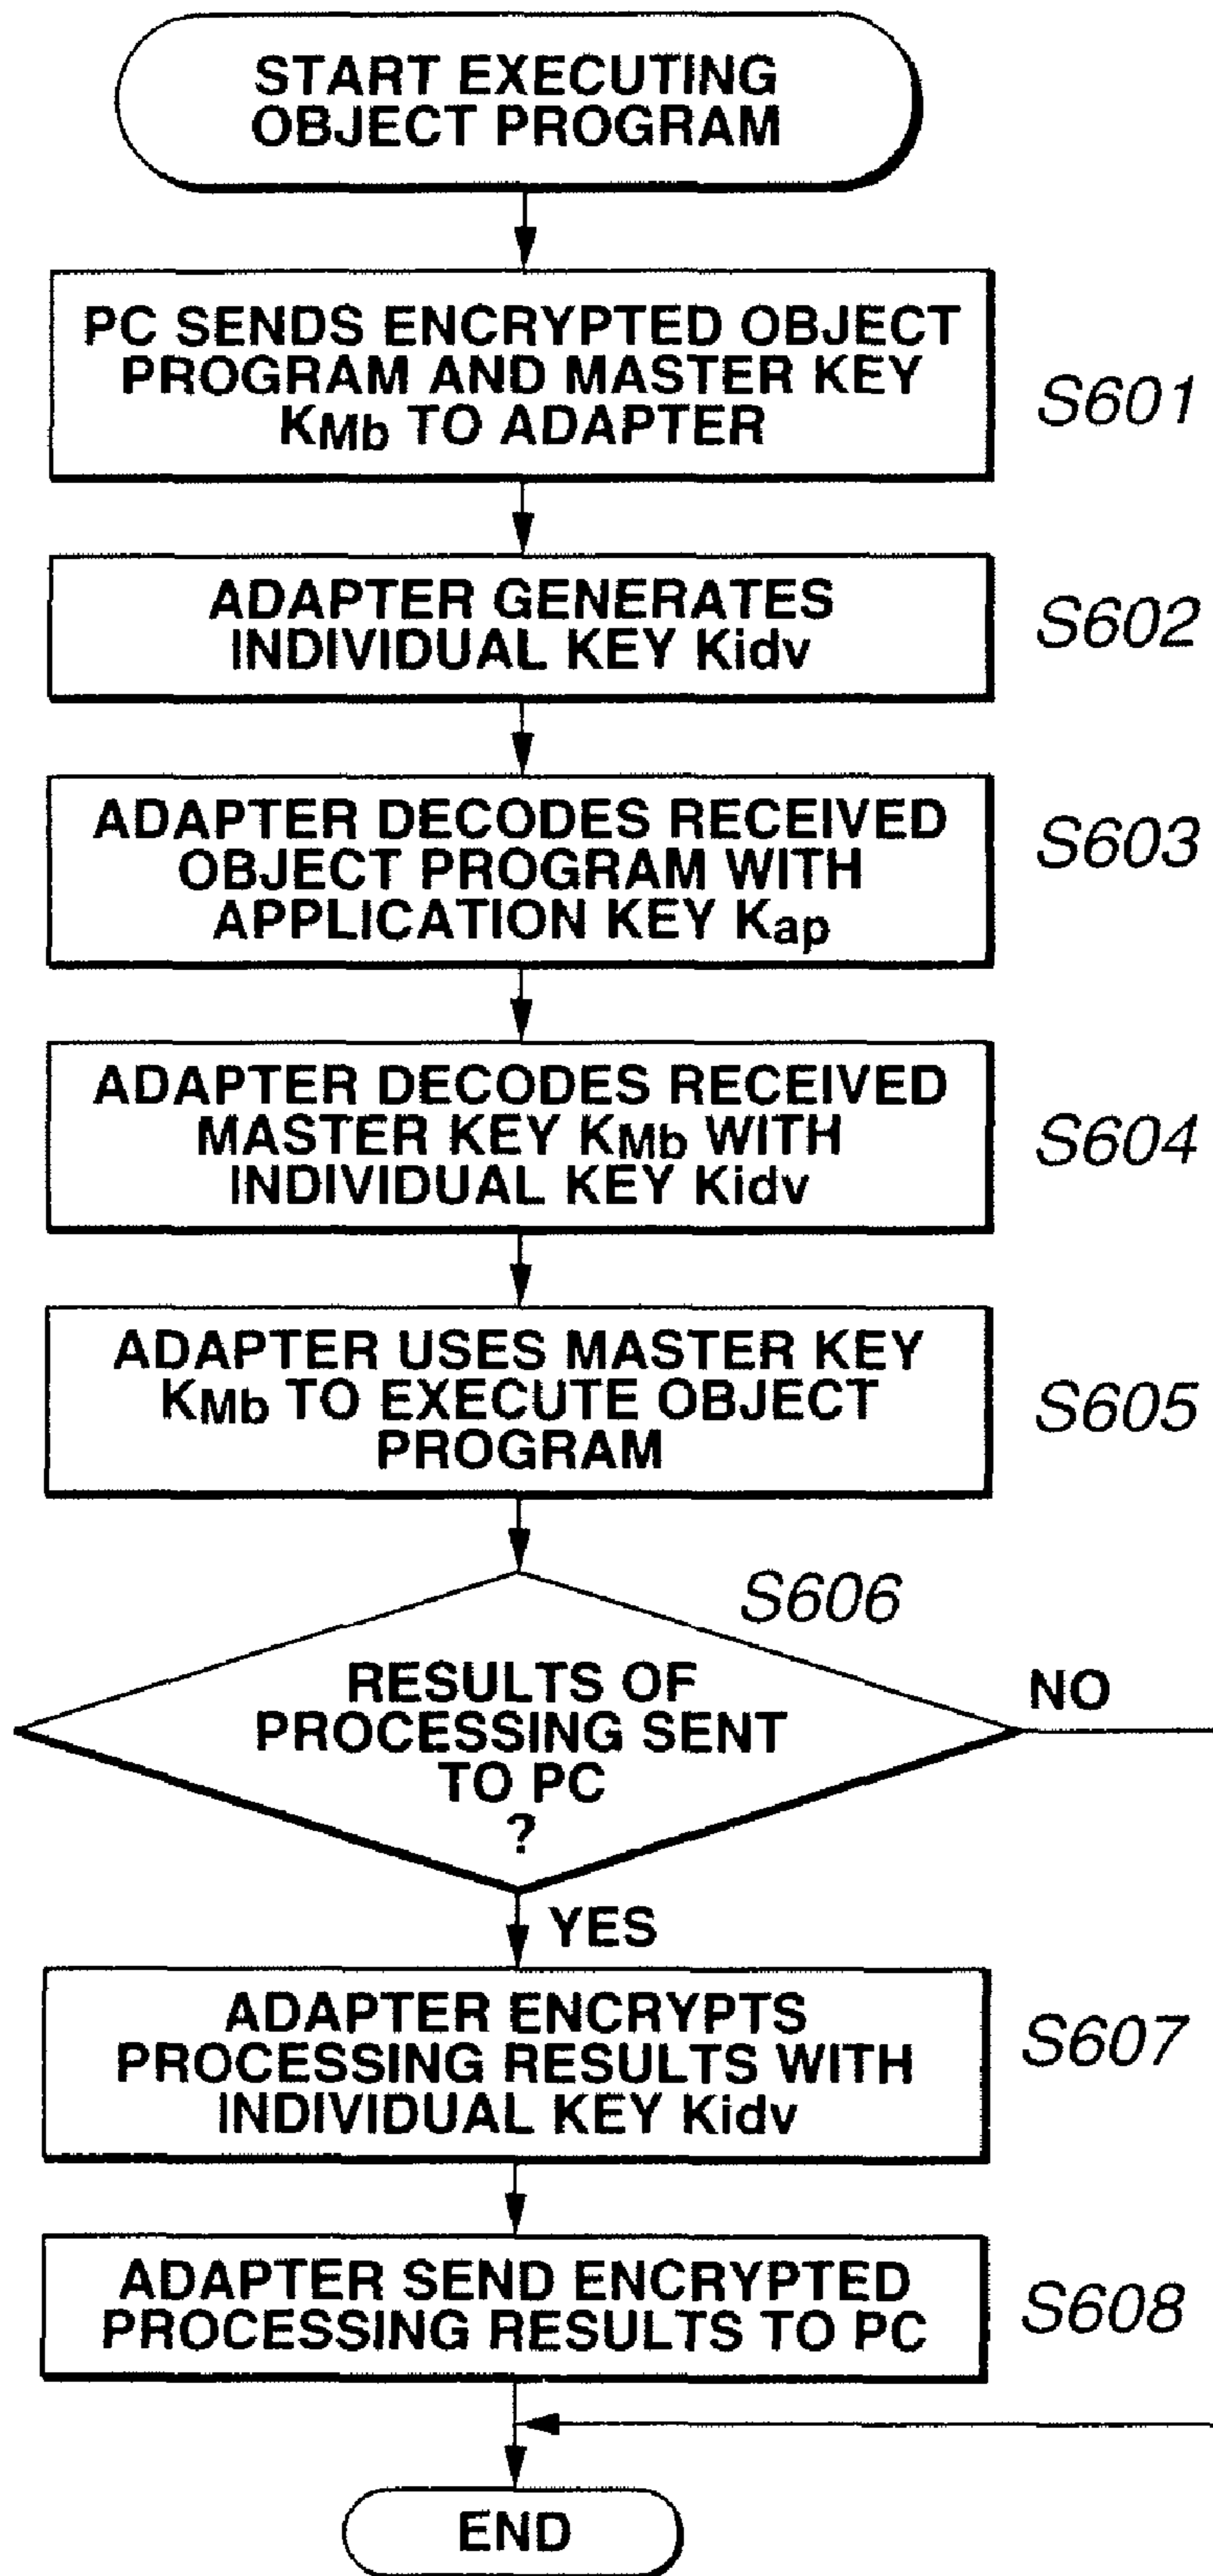 START EXECUTING
OBJECT PROGRAM
PC SENDS ENCRYPTED OBJECT
PROGRAM AND MASTER KEY
KMb TO ADAPTER
S601
ADAPTER GENERATES
INDIVIDUAL KEY Kidv
S602
ADAPTER DECODES RECEIVED
OBJECT PROGRAM WITH
APPLICATION KEY Kap
S603
ADAPTER DECODES RECEIVED
MASTER KEY KMb WITH
INDIVIDUAL KEY Kidv
S604
ADAPTER USES MASTER KEY
KMb TO EXECUTE OBJECT
PROGRAM
S605
S606
RESULTS OF
PROCESSING SENT
TO PC
?
NO
YES
ADAPTER ENCRYPTS
PROCESSING RESULTS WITH
INDIVIDUAL KEY Kidv
S607
ADAPTER SEND ENCRYPTED
PROCESSING RESULTS TO PC
S608
END